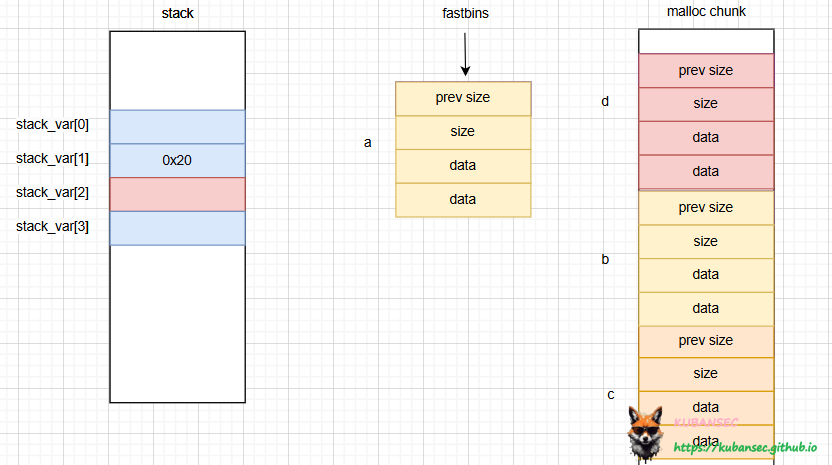 stack
stack_var[0]
stack_var[1]
0x20
stack_var[2]
stack_var[3]
fastbins
a
prev size
size
data
data
malloc chunk
d
prev size
size
data
data
b
prev size
size
data
data
c
prev size
size
data
data
KUBANSEC
https://kubansec.github.io